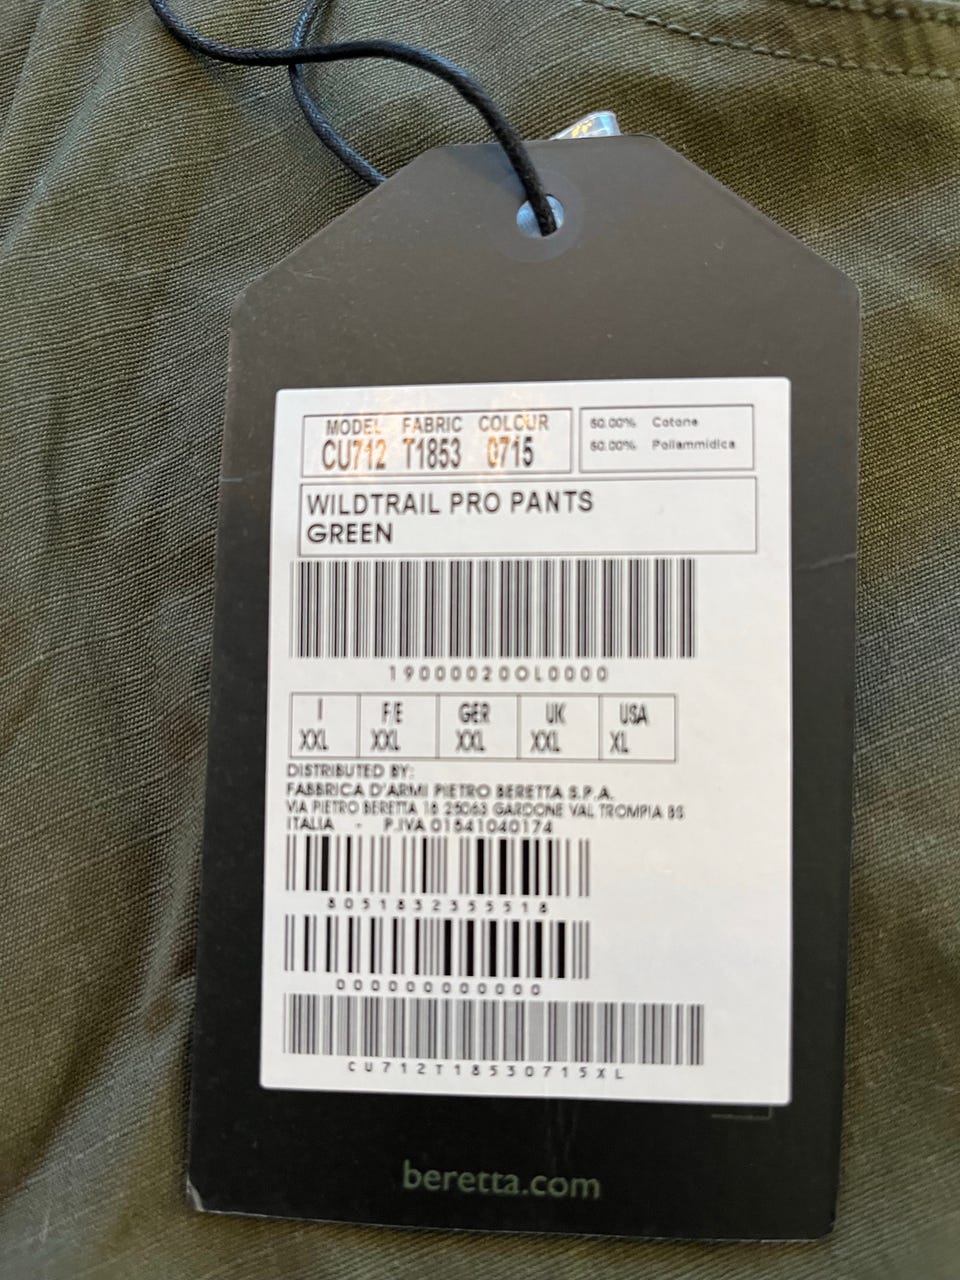 MODEL FABRIC COLOUR
CU712 T1853 0715
50.00% Cotone
50.00% Poliammidica
WILDTRAIL PRO PANTS
GREEN
190000200L0000
I F/E GER UK USA
XXL XXL XXL XXL XL
DISTRIBUTED BY:
FABBRICA D'ARMI PIETRO BERETTA S.P.A.
VIA PIETRO BERETTA 18 25063 GARDONE VAL TROMPIA BS
ITALIA - P.IVA 01541040174
8051832355518
000000000000
CU712T18530715XL
beretta.com